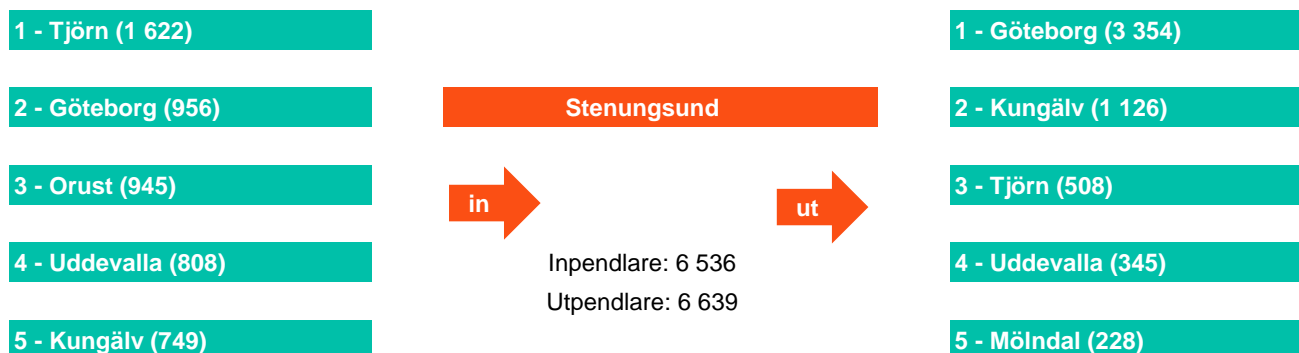 1 - Tjörn (1 622)
2 - Göteborg (956)
3 - Orust (945)
4 - Uddevalla (808)
5 - Kungälv (749)
Stenungsund
in
ut
Inpendlare: 6 536
Utpendlare: 6 639
1 - Göteborg (3 354)
2 - Kungälv (1 126)
3 - Tjörn (508)
4 - Uddevalla (345)
5 - Mölndal (228)